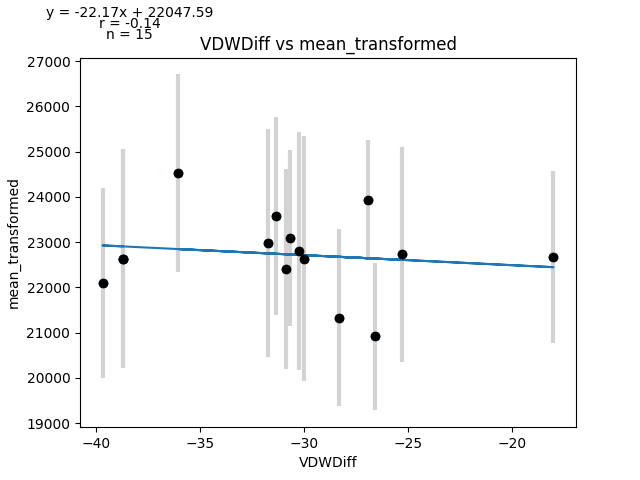 y = -22.17x + 22047.59
r = -0.14
n = 15
VDWDiff vs mean_transformed
27000
26000
25000
24000
23000
22000
21000
20000
19000
mean_transformed
−40
−35
−30
−25
−20
VDWDiff